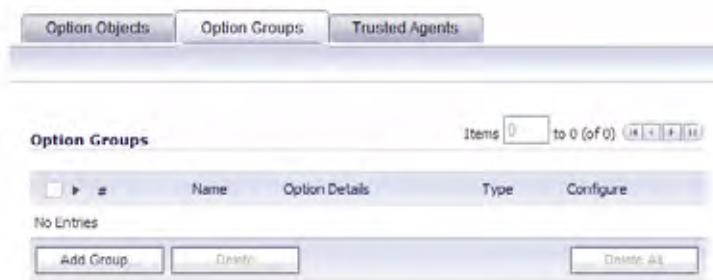 Option Objects Option Groups Trusted Agents
Option Groups Items 0 to 0 (of 0)
# Name Option Details Type Configure
No Entries
Add Group Delete Delete All